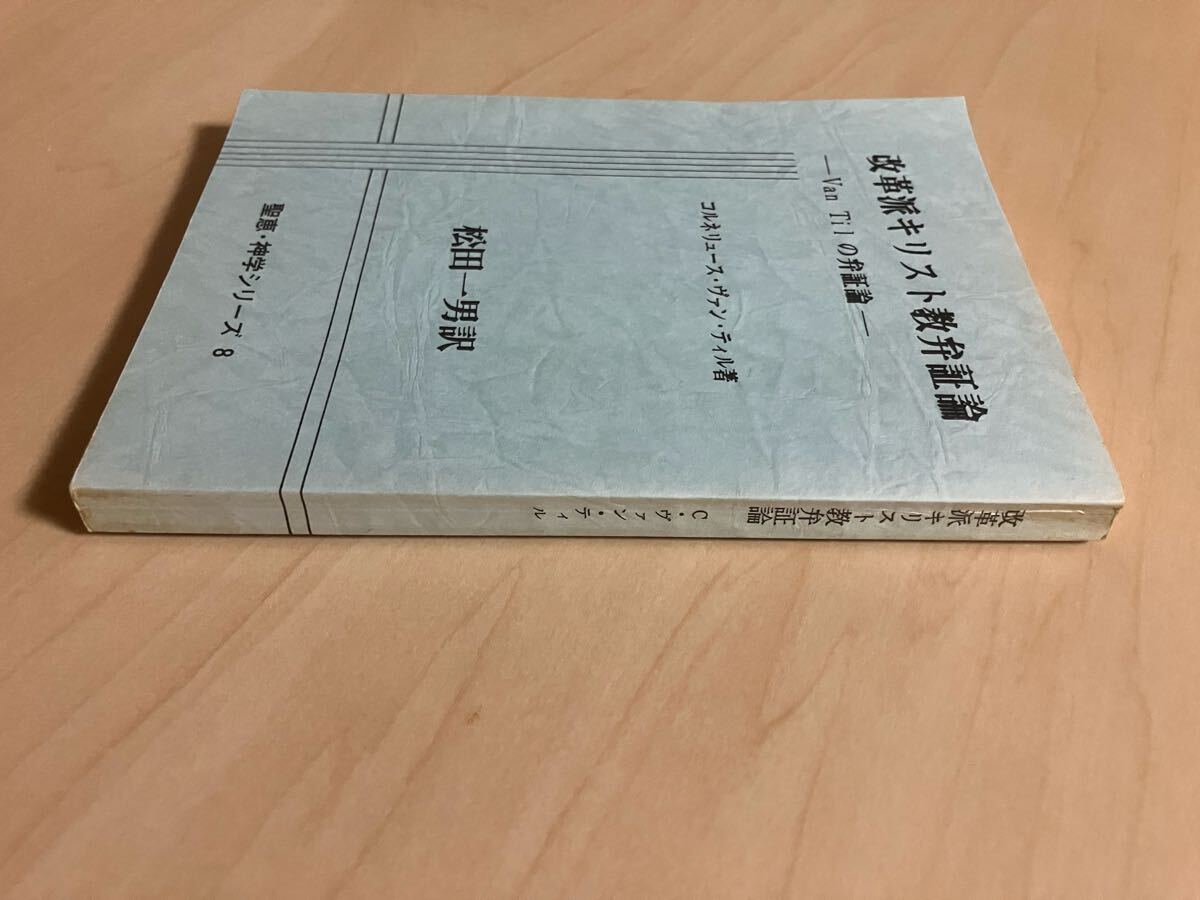 改革派キリスト教弁証論
―Van Tilの弁証論―
コルネリュース・ヴァン・ティル著
松田一男訳
聖恵・神学シリーズ 8
改革派キリスト教弁証論
C・ヴァン・ティル